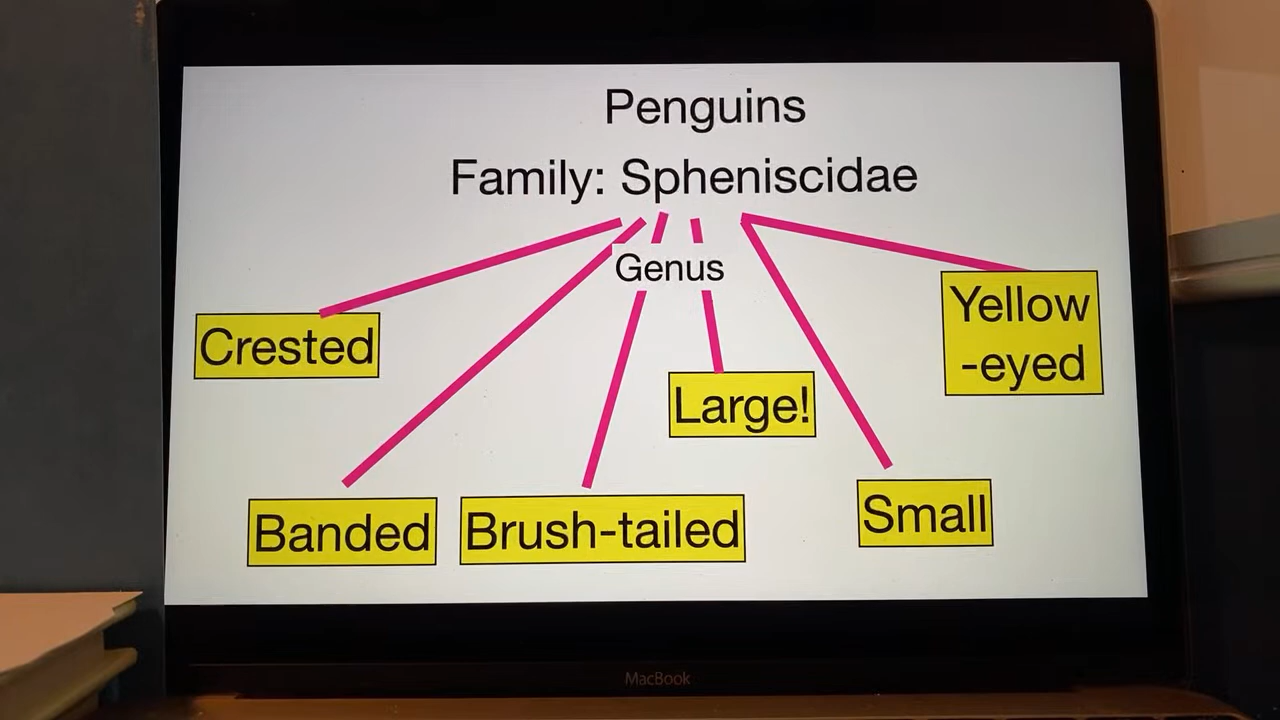 Penguins
Family: Spheniscidae
Genus
Crested
Yellow
-eyed
Large!
Banded
Brush-tailed
Small
MacBook